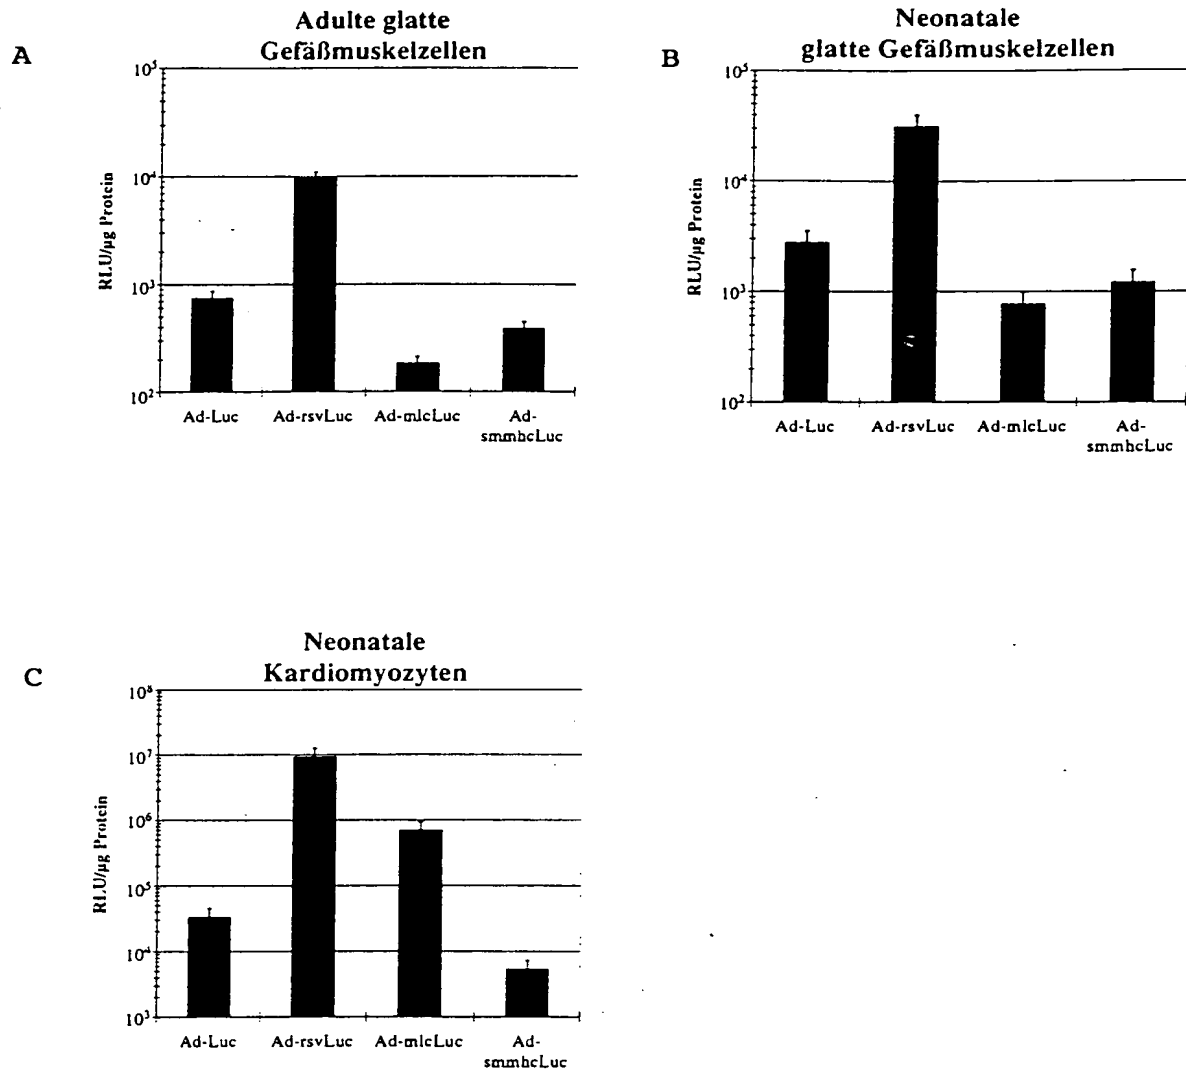 A
Adulte glatte
Gefäßmuskelzellen
RLU/µg Protein
10⁵
10⁴
10³
10²
Ad-Luc Ad-rsvLuc Ad-mlcLuc Ad-
smmhcLuc
B
Neonatale
glatte Gefäßmuskelzellen
RLU/µg Protein
10⁵
10⁴
10³
10²
Ad-Luc Ad-rsvLuc Ad-mlcLuc Ad-
smmhcLuc
C
Neonatale
Kardiomyozyten
RLU/µg Protein
10⁸
10⁷
10⁶
10⁵
10⁴
10³
Ad-Luc Ad-rsvLuc Ad-mlcLuc Ad-
smmhcLuc